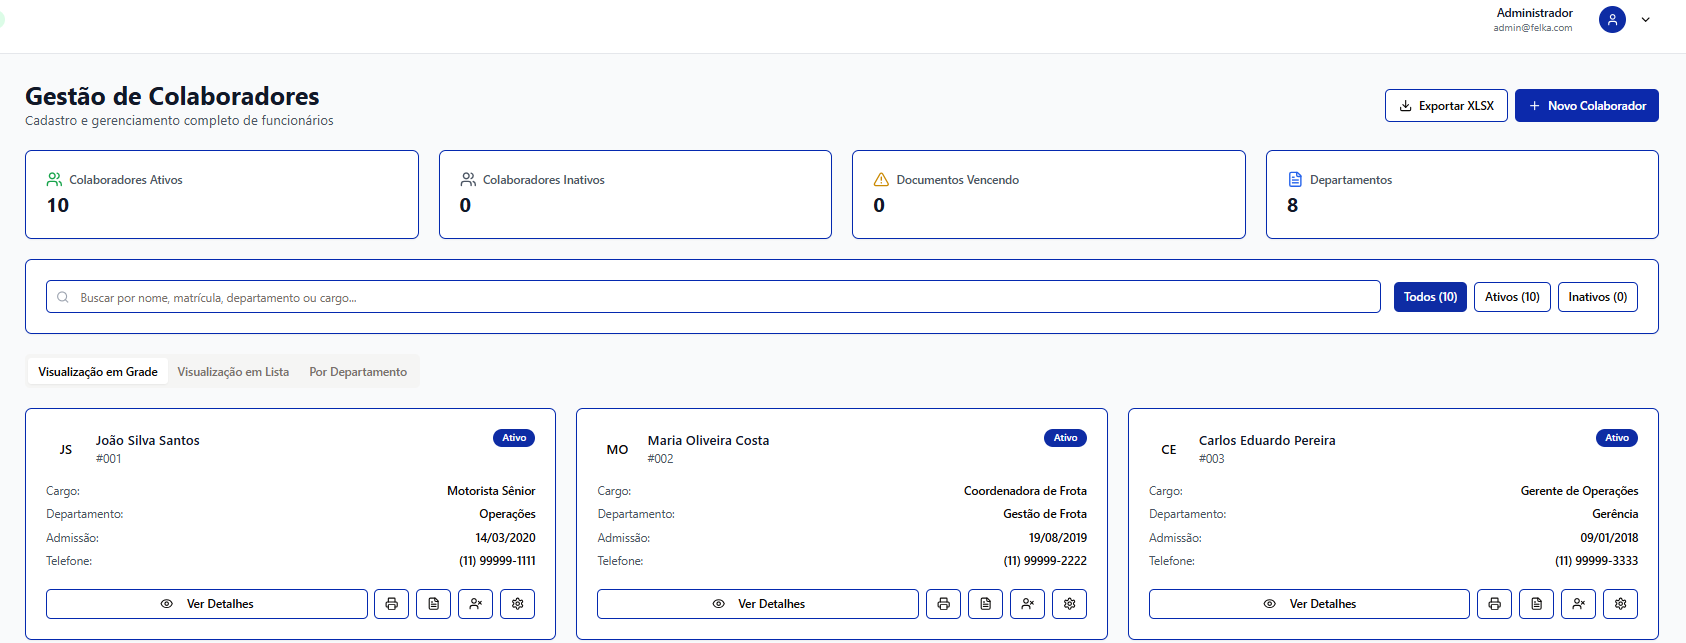 Administrador
admin@felka.com
Gestão de Colaboradores
Cadastro e gerenciamento completo de funcionários
Exportar XLSX
Novo Colaborador
Colaboradores Ativos
10
Colaboradores Inativos
0
Documentos Vencendo
0
Departamentos
8
Buscar por nome, matrícula, departamento ou cargo...
Todos (10)
Ativos (10)
Inativos (0)
Visualização em Grade
Visualização em Lista
Por Departamento
JS
João Silva Santos
#001
Ativo
Cargo: Motorista Sênior
Departamento: Operações
Admissão: 14/03/2020
Telefone: (11) 99999-1111
Ver Detalhes
MO
Maria Oliveira Costa
#002
Ativo
Cargo: Coordenadora de Frota
Departamento: Gestão de Frota
Admissão: 19/08/2019
Telefone: (11) 99999-2222
Ver Detalhes
CE
Carlos Eduardo Pereira
#003
Ativo
Cargo: Gerente de Operações
Departamento: Gerência
Admissão: 09/01/2018
Telefone: (11) 99999-3333
Ver Detalhes